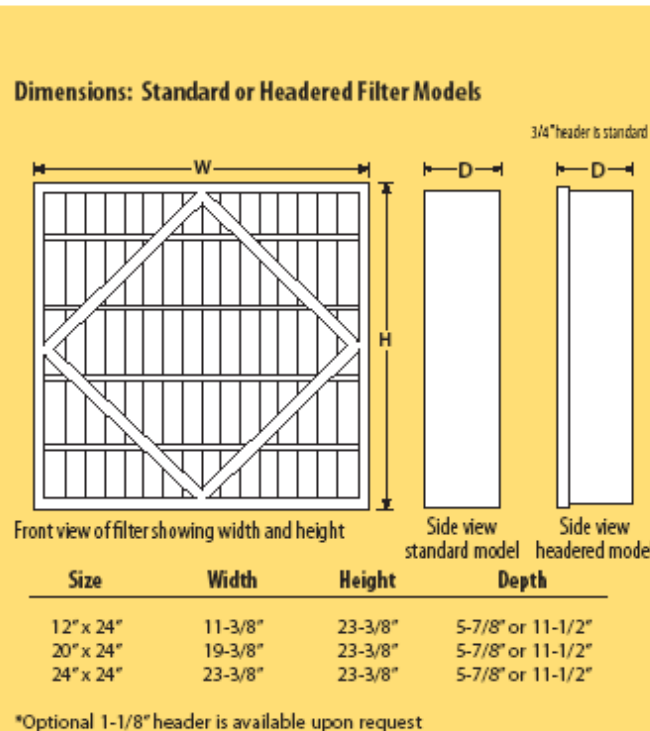 Dimensions: Standard or Headered Filter Models
3/4" header is standard
W
D
D
H
Front view of filter showing width and height
Side view
standard model
Side view
headered model
Size Width Height Depth
12" x 24" 11-3/8" 23-3/8" 5-7/8" or 11-1/2"
20" x 24" 19-3/8" 23-3/8" 5-7/8" or 11-1/2"
24" x 24" 23-3/8" 23-3/8" 5-7/8" or 11-1/2"
*Optional 1-1/8" header is available upon request